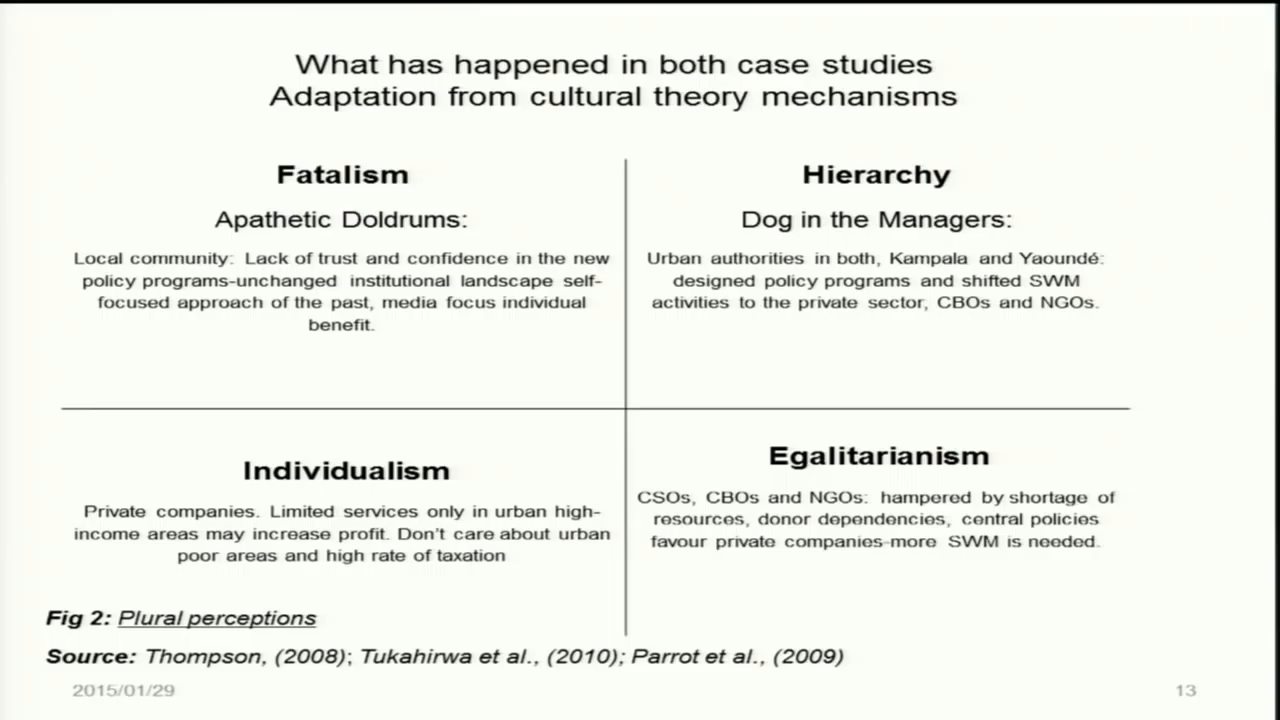 What has happened in both case studies
Adaptation from cultural theory mechanisms
Fatalism
Apathetic Doldrums:
Local community: Lack of trust and confidence in the new
policy programs-unchanged institutional landscape self-
focused approach of the past, media focus individual
benefit.
Hierarchy
Dog in the Managers:
Urban authorities in both, Kampala and Yaoundé:
designed policy programs and shifted SWM
activities to the private sector, CBOs and NGOs.
Individualism
Private companies. Limited services only in urban high-
income areas may increase profit. Don't care about urban
poor areas and high rate of taxation
Egalitarianism
CSOs, CBOs and NGOs: hampered by shortage of
resources, donor dependencies, central policies
favour private companies-more SWM is needed.
Fig 2: Plural perceptions
Source: Thompson, (2008); Tukahirwa et al., (2010); Parrot et al., (2009)
2015/01/29
13